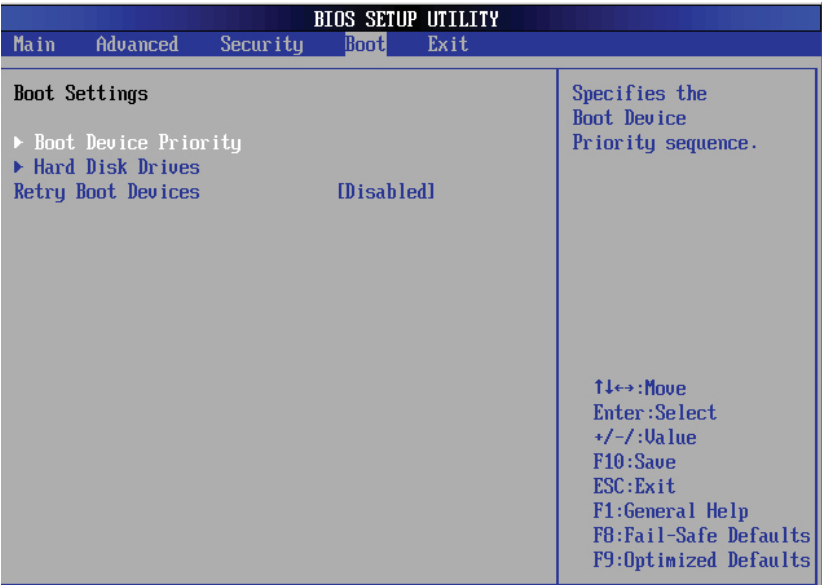 BIOS SETUP UTILITY
Main Advanced Security Boot Exit
Boot Settings
Boot Device Priority
Hard Disk Drives
Retry Boot Devices [Disabled]
Specifies the
Boot Device
Priority sequence.
↑↓←→:Move
Enter:Select
+/-/:Value
F10:Save
ESC:Exit
F1:General Help
F8:Fail-Safe Defaults
F9:Optimized Defaults